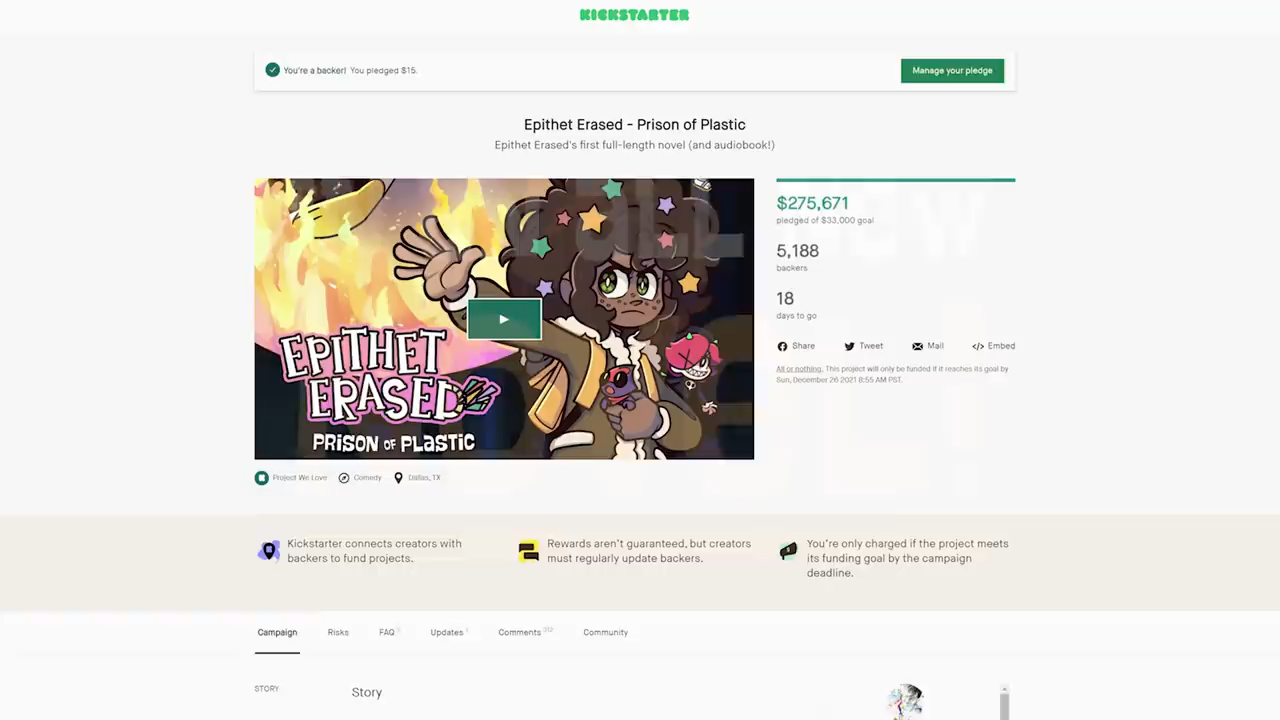 KICKSTARTER
You're a backer! You pledged $15.
Manage your pledge
Epithet Erased - Prison of Plastic
Epithet Erased's first full-length novel (and audiobook!)
EPITHET
ERASED
PRISON OF PLASTIC
$275,671
pledged of $33,000 goal
5,188
backers
18
days to go
Share
Tweet
Mail
Embed
All or nothing. This project will only be funded if it reaches its goal by
Sun, December 26 2021 8:55 AM PST.
Project We Love
Comedy
Dallas, TX
Kickstarter connects creators with
backers to fund projects.
Rewards aren't guaranteed, but creators
must regularly update backers.
You're only charged if the project meets
its funding goal by the campaign
deadline.
Campaign
Risks
FAQ
Updates
Comments
Community
STORY
Story